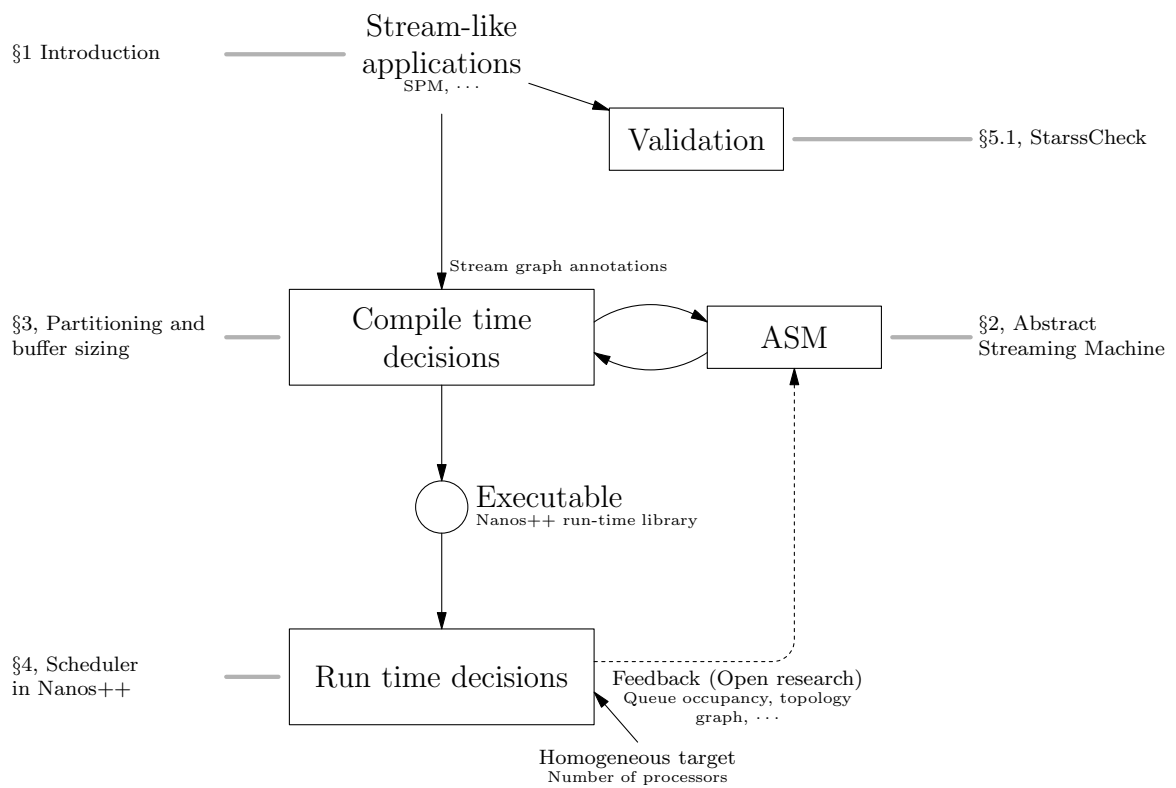 Stream-like
applications
SPM, · · ·
§1 Introduction
Validation
§5.1, StarssCheck
Stream graph annotations
§3, Partitioning and
buffer sizing
Compile time
decisions
ASM
§2, Abstract
Streaming Machine
Executable
Nanos++ run-time library
§4, Scheduler
in Nanos++
Run time decisions
Feedback (Open research)
Queue occupancy, topology
graph, · · ·
Homogeneous target
Number of processors